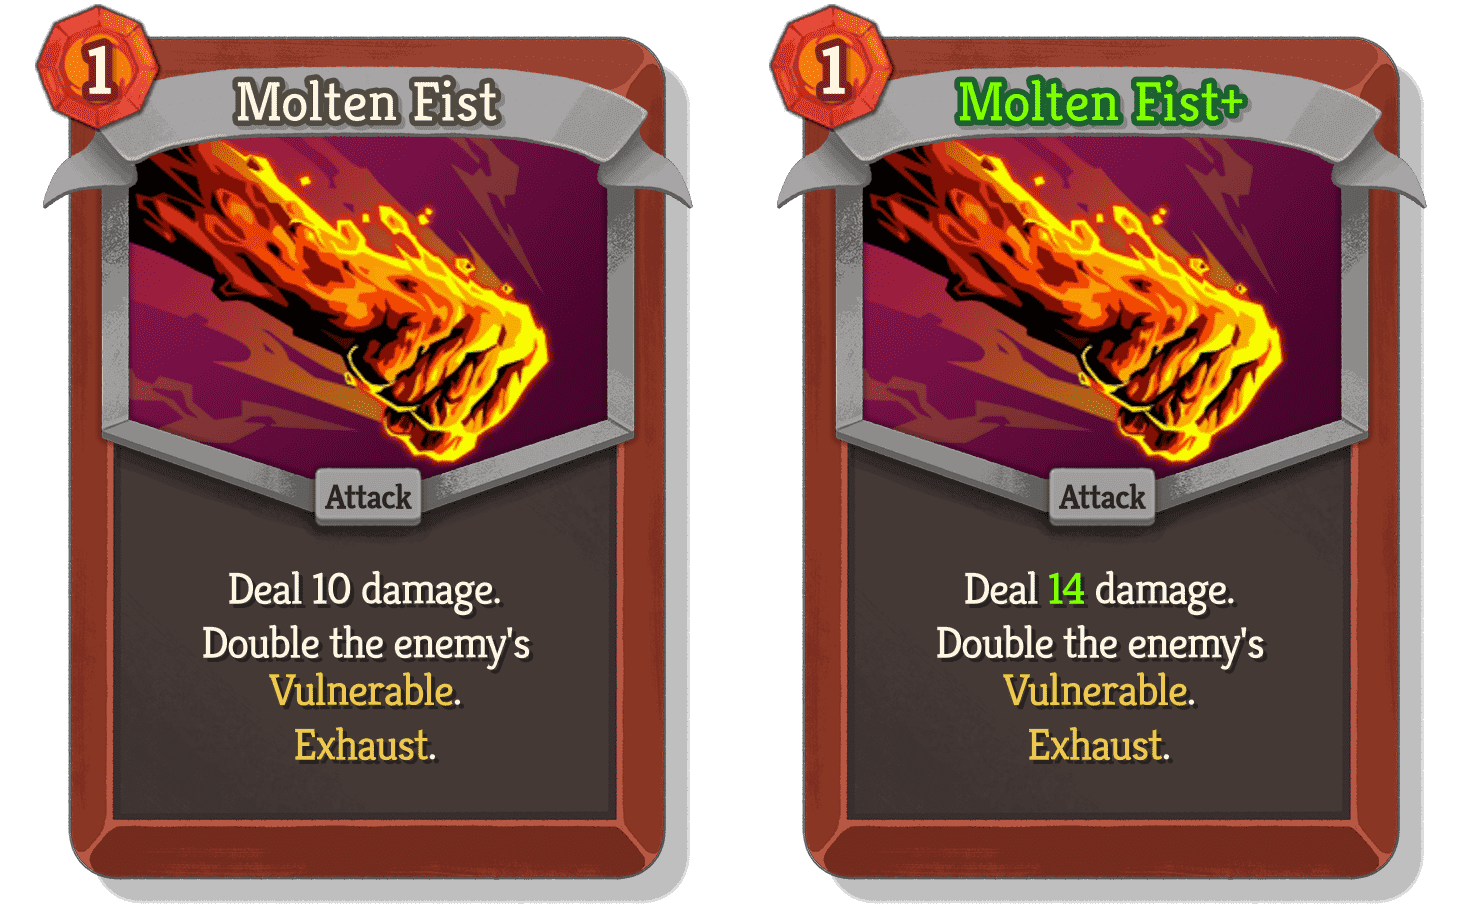 1
Molten Fist
Attack
Deal 10 damage.
Double the enemy's
Vulnerable.
Exhaust.
1
Molten Fist+
Attack
Deal 14 damage.
Double the enemy's
Vulnerable.
Exhaust.